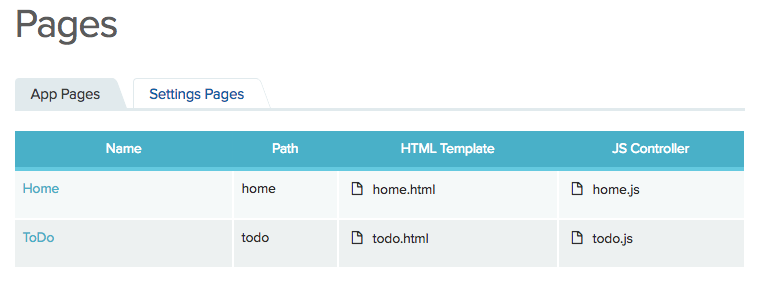 Pages
App Pages Settings Pages
Name Path HTML Template JS Controller
Home home home.html home.js
ToDo todo todo.html todo.js